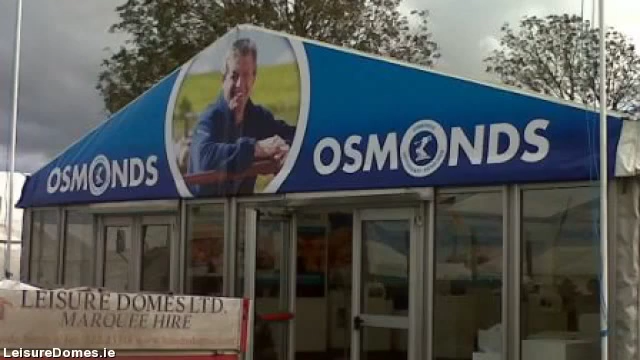 OSMONDS
OSMONDS
LEISURE DOMES LTD.
MARQUEE HIRE
LeisureDomes.ie